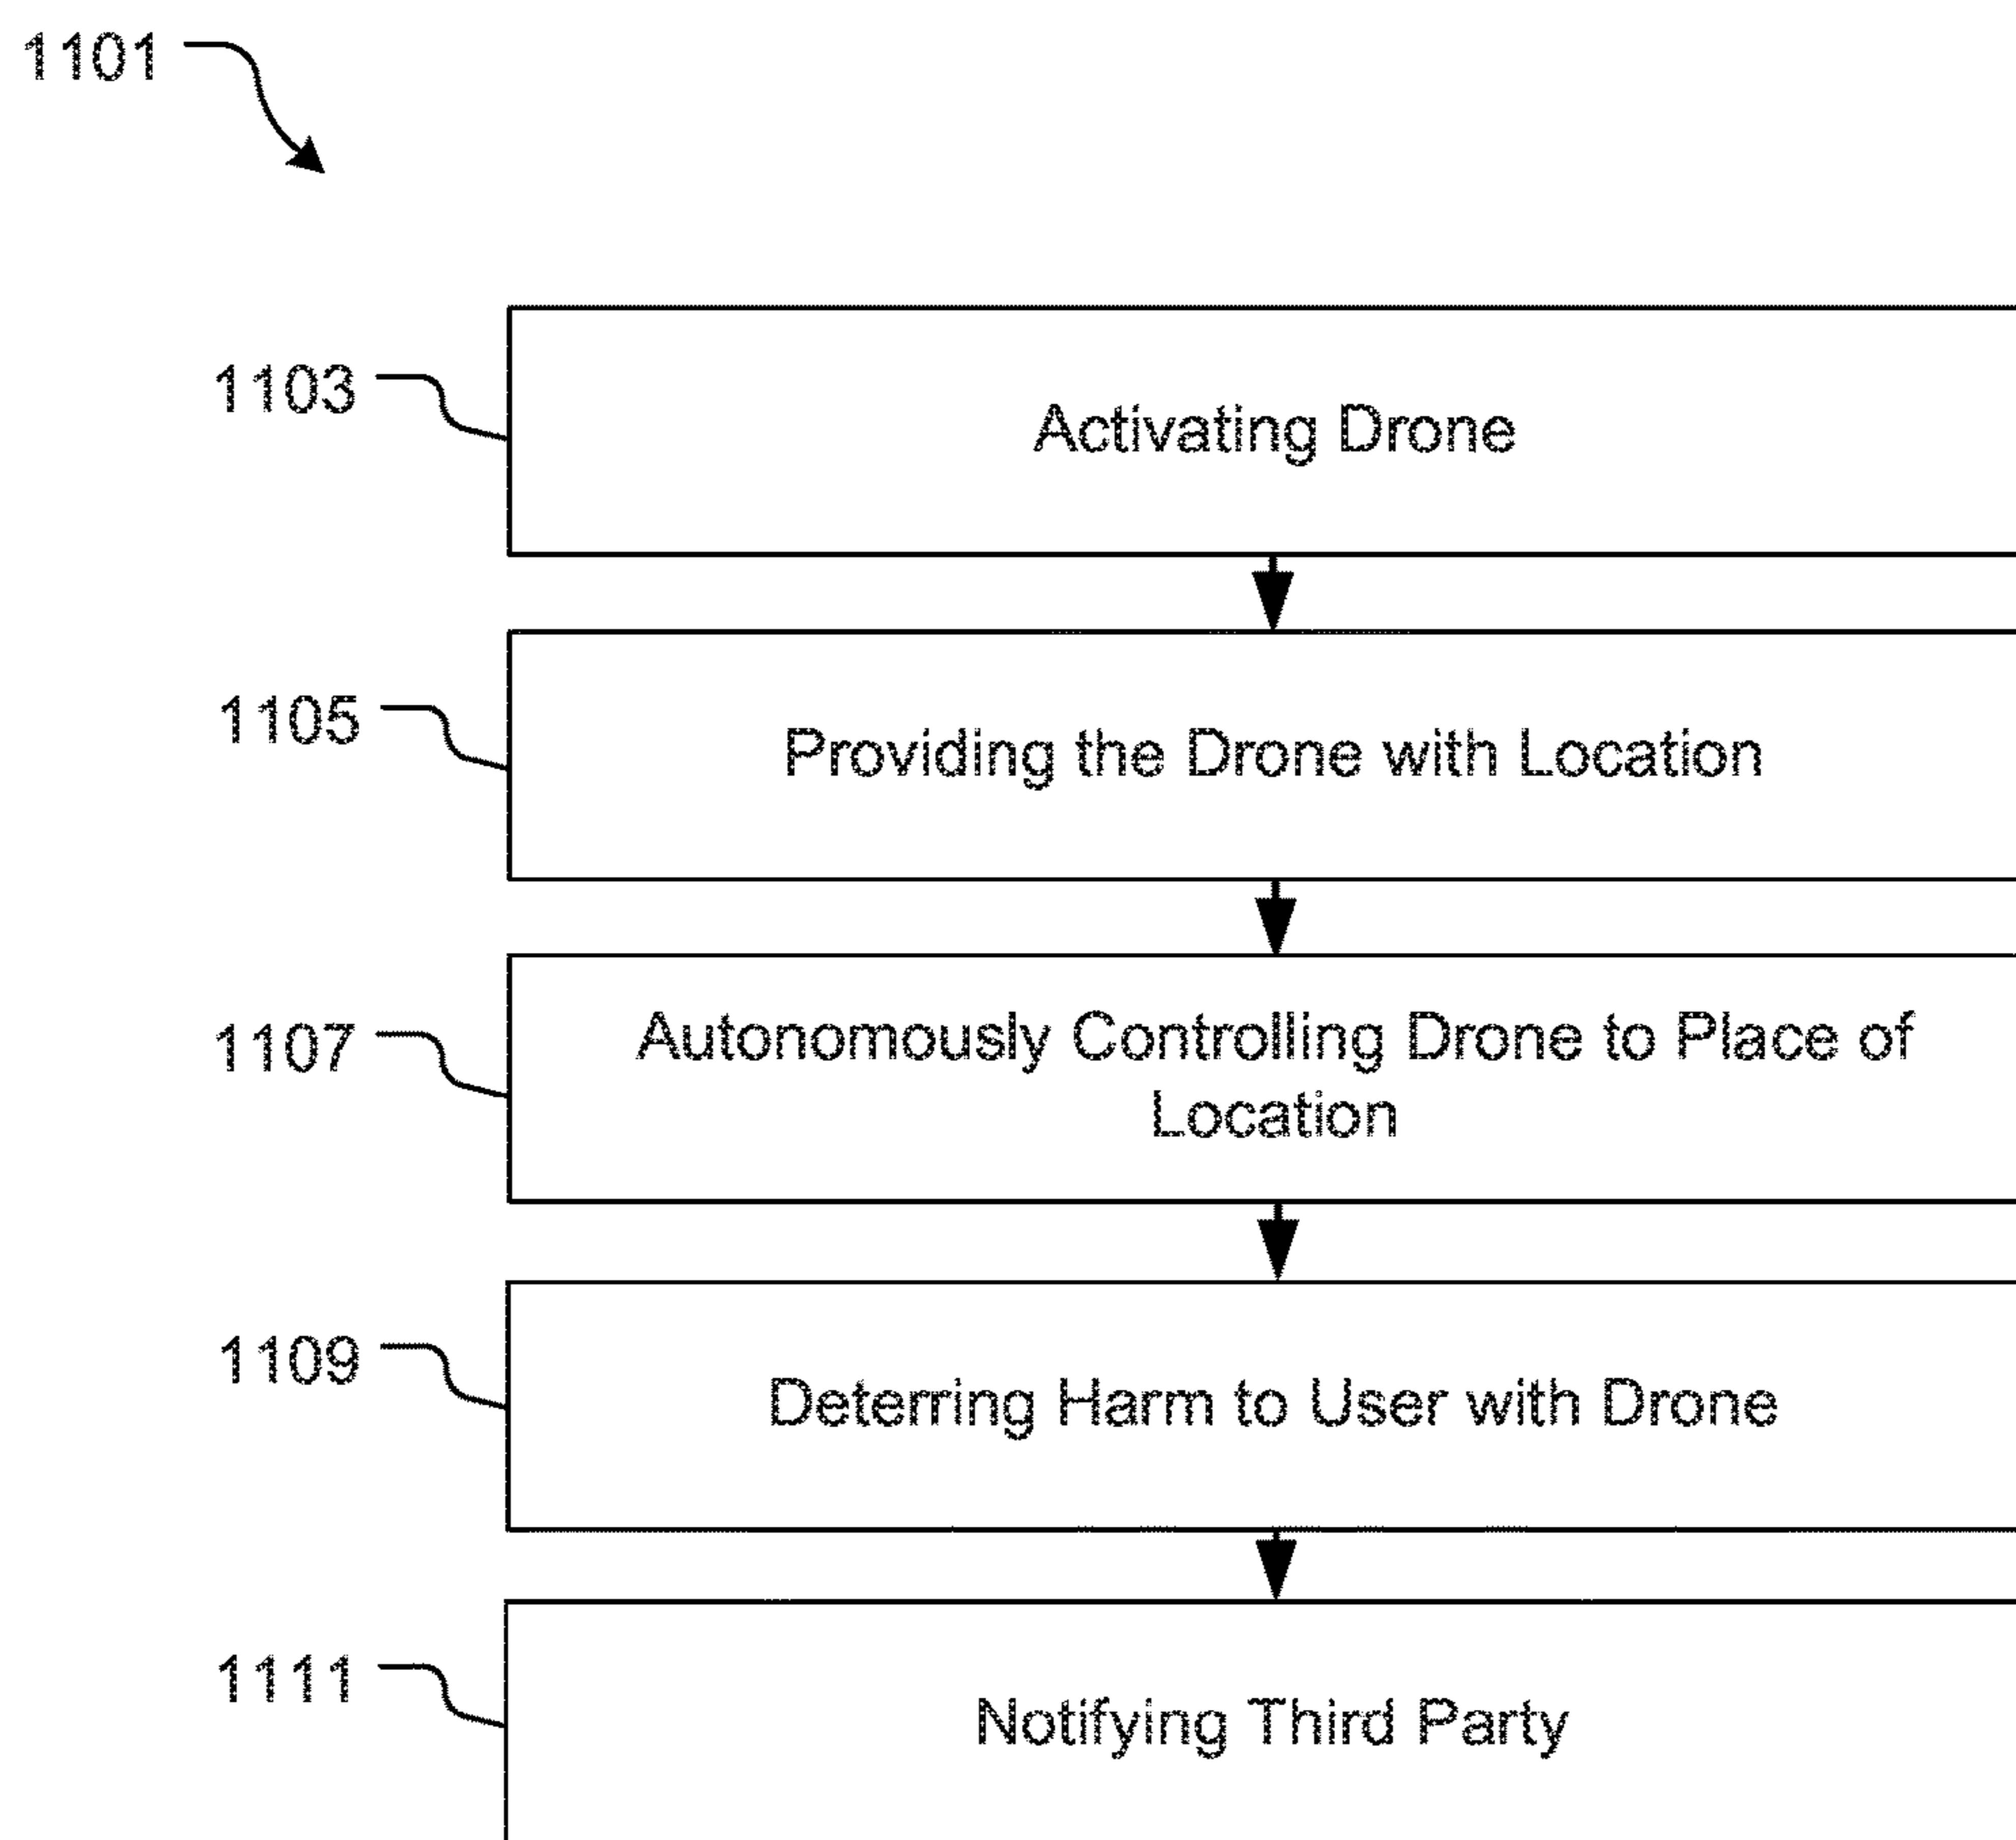 1101
1103
Activating Drone
1105
Providing the Drone with Location
1107
Autonomously Controlling Drone to Place of
Location
1109
Deterring Harm to User with Drone
1111
Notifying Third Party